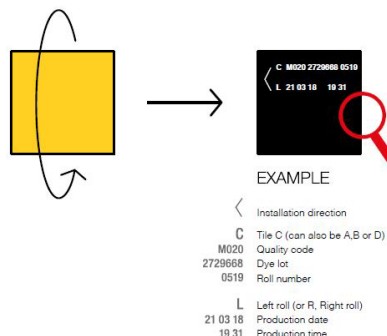 C M020 2729668 0519
L 21 03 18 19 31
EXAMPLE
Installation direction
C Tile C (can also be A,B or D)
M020 Quality code
2729668 Dye lot
0519 Roll number
L Left roll (or R, Right roll)
21 03 18 Production date
19 31 Production time